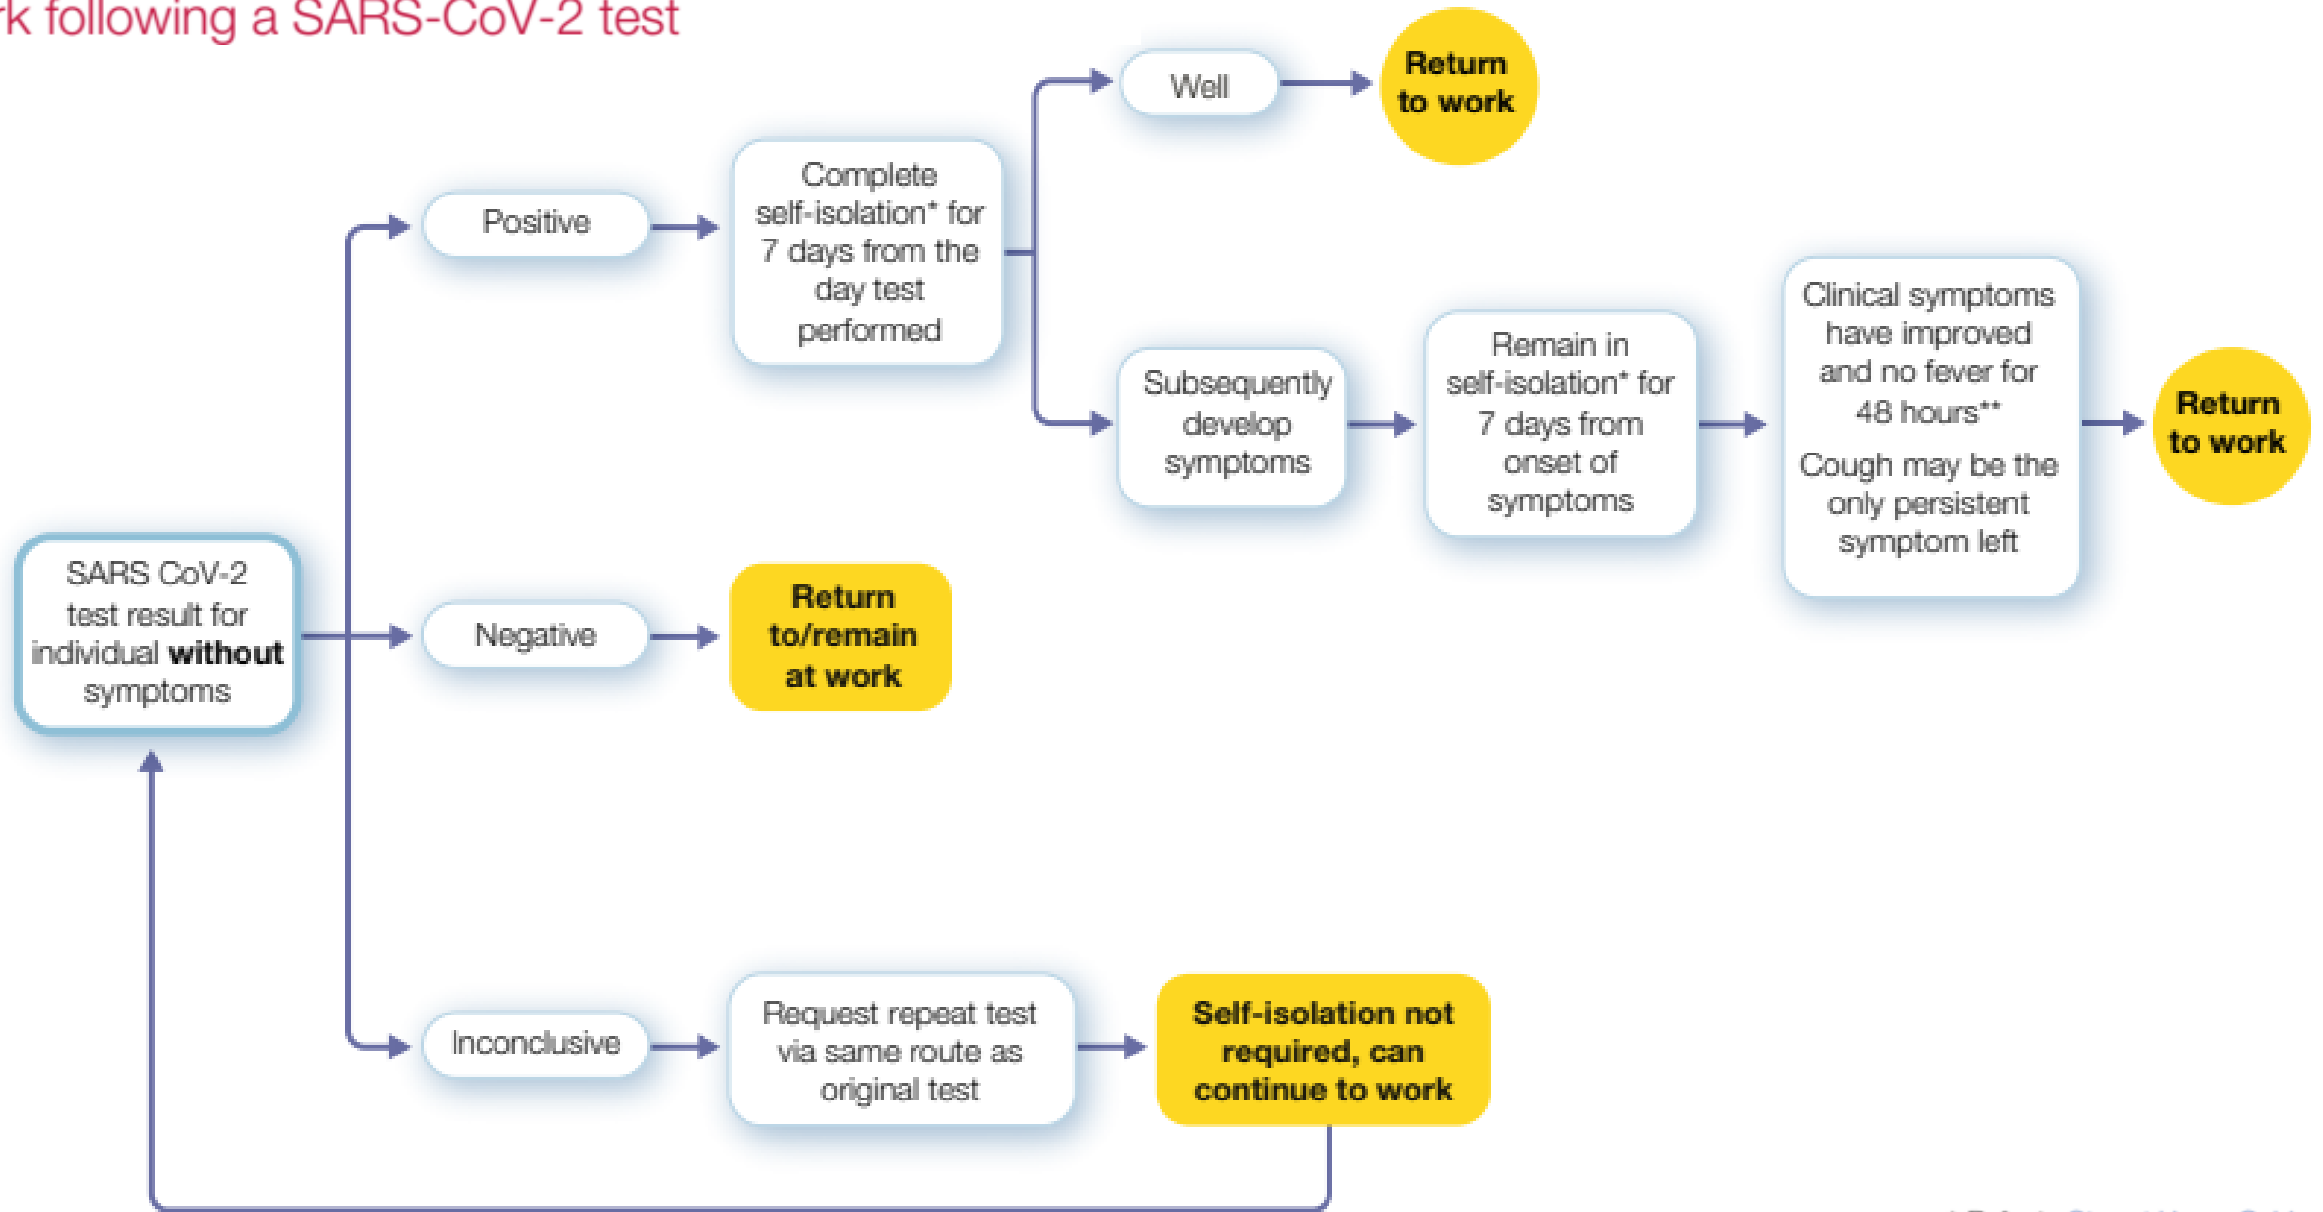 rk following a SARS-CoV-2 test
Well
Return
to work
Positive
Complete
self-isolation* for
7 days from the
day test
performed
Subsequently
develop
symptoms
Remain in
self-isolation* for
7 days from
onset of
symptoms
Clinical symptoms
have improved
and no fever for
48 hours**
Cough may be the
only persistent
symptom left
Return
to work
SARS CoV-2
test result for
individual without
symptoms
Negative
Return
to/remain
at work
Inconclusive
Request repeat test
via same route as
original test
Self-isolation not
required, can
continue to work